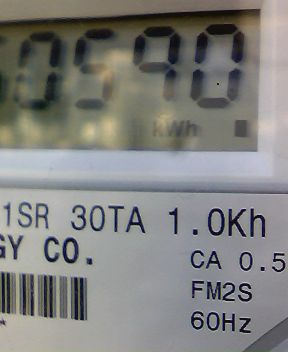 0590
kWh
1SR 30TA 1.0Kh
GY CO.
CA 0.5
FM2S
60Hz